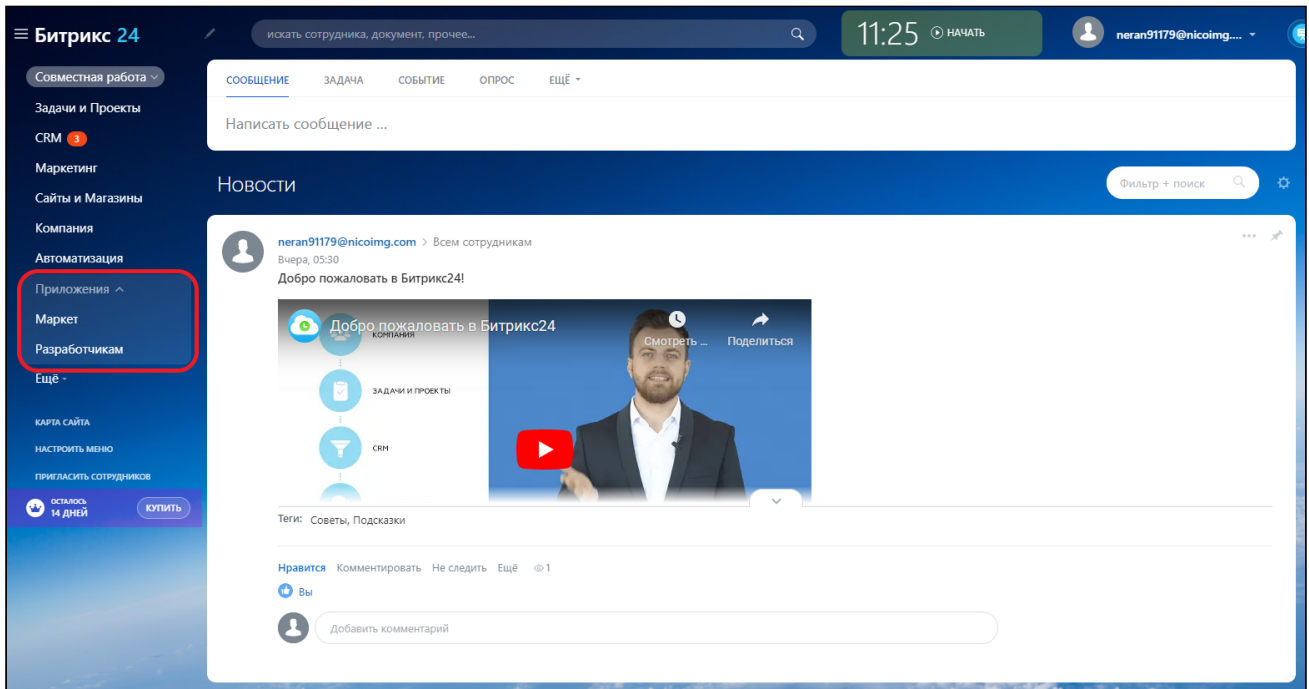 Битрикс 24
искать сотрудника, документ, прочее...
11:25 НАЧАТЬ
neran91179@nicoimg....
Совместная работа
Задачи и Проекты
CRM 3
Маркетинг
Сайты и Магазины
Компания
Автоматизация
Приложения
Маркет
Разработчикам
Ещё
КАРТА САЙТА
НАСТРОИТЬ МЕНЮ
ПРИГЛАСИТЬ СОТРУДНИКОВ
ОСТАЛОСЬ
14 ДНЕЙ
КУПИТЬ
СООБЩЕНИЕ ЗАДАЧА СОБЫТИЕ ОПРОС ЕЩЁ
Написать сообщение ...
Новости
Фильтр + поиск
neran91179@nicoimg.com > Всем сотрудникам
Вчера, 05:30
Добро пожаловать в Битрикс24!
Добро пожаловать в Битрикс24
Смотреть ... Поделиться
КОМПАНИЯ
ЗАДАЧИ И ПРОЕКТЫ
CRM
Теги: Советы, Подсказки
Нравится Комментировать Не следить Ещё 1
Вы
Добавить комментарий